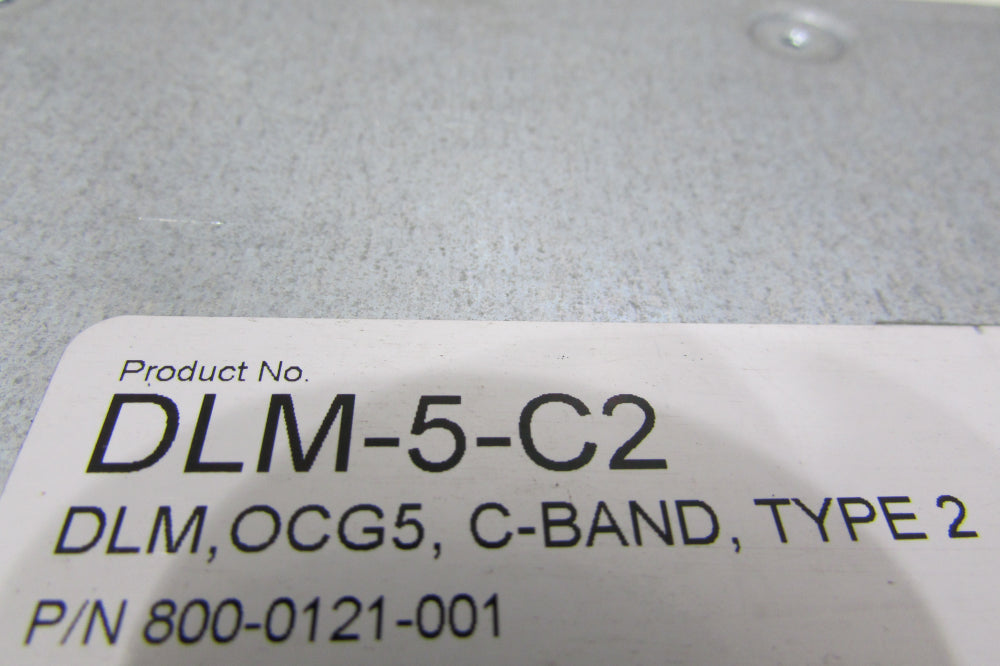 Product No.
DLM-5-C2
DLM,OCG5, C-BAND, TYPE 2
P/N 800-0121-001